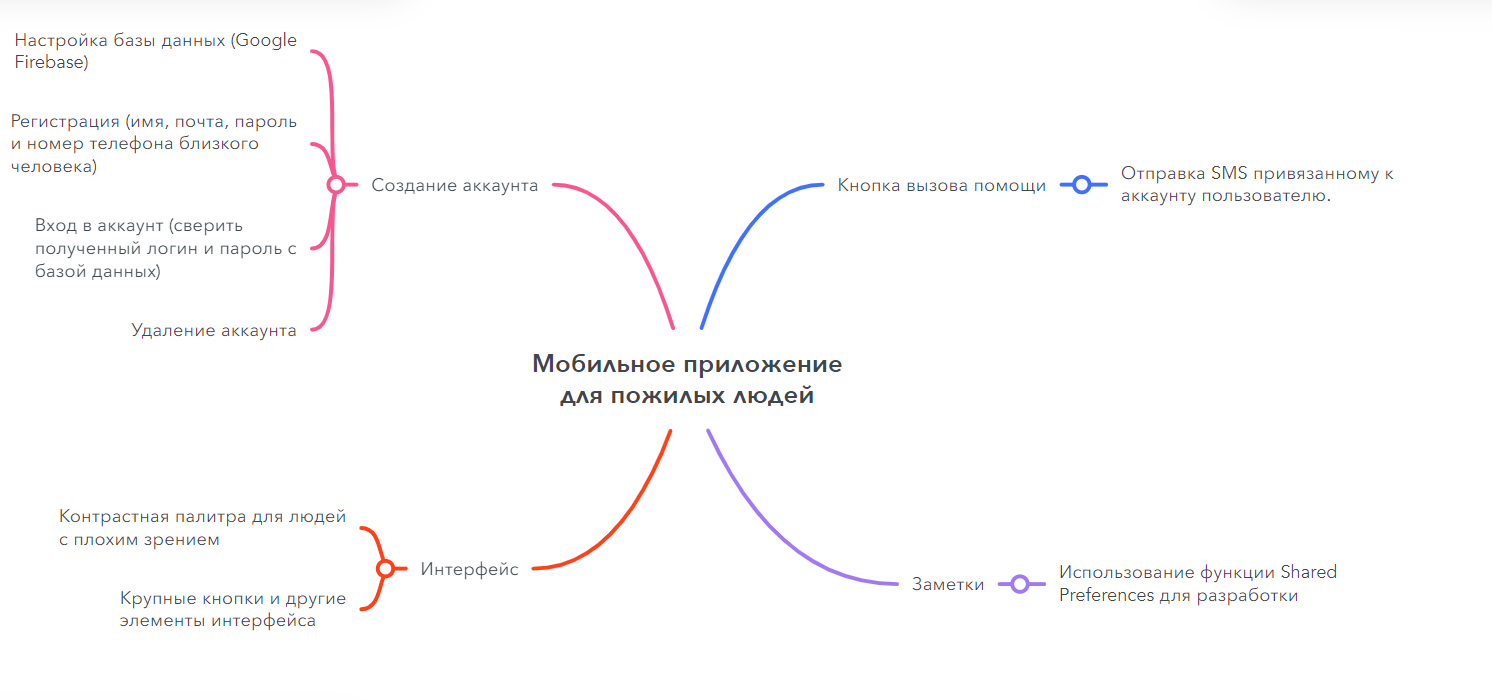 Настройка базы данных (Google
Firebase)
Регистрация (имя, почта, пароль
и номер телефона близкого
человека)
Вход в аккаунт (сверить
полученный логин и пароль с
базой данных)
Удаление аккаунта
Создание аккаунта
Кнопка вызова помощи
Отправка SMS привязанному к
аккаунту пользователю.
Мобильное приложение
для пожилых людей
Контрастная палитра для людей
с плохим зрением
Крупные кнопки и другие
элементы интерфейса
Интерфейс
Заметки
Использование функции Shared
Preferences для разработки